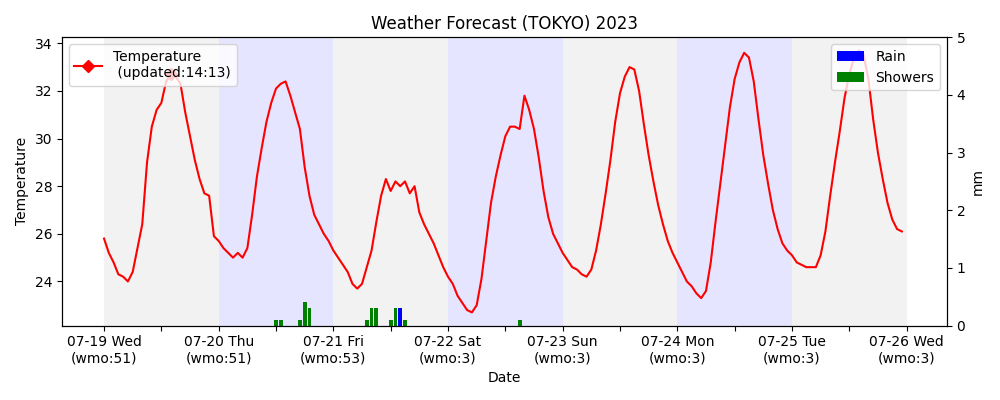 Weather Forecast (TOKYO) 2023
Temperature
(updated:14:13)
Rain
Showers
34
32
30
28
26
24
Temperature
5
4
3
2
1
0
mm
07-19 Wed
(wmo:51)
07-20 Thu
(wmo:51)
07-21 Fri
(wmo:53)
07-22 Sat
(wmo:3)
07-23 Sun
(wmo:3)
07-24 Mon
(wmo:3)
07-25 Tue
(wmo:3)
07-26 Wed
(wmo:3)
Date